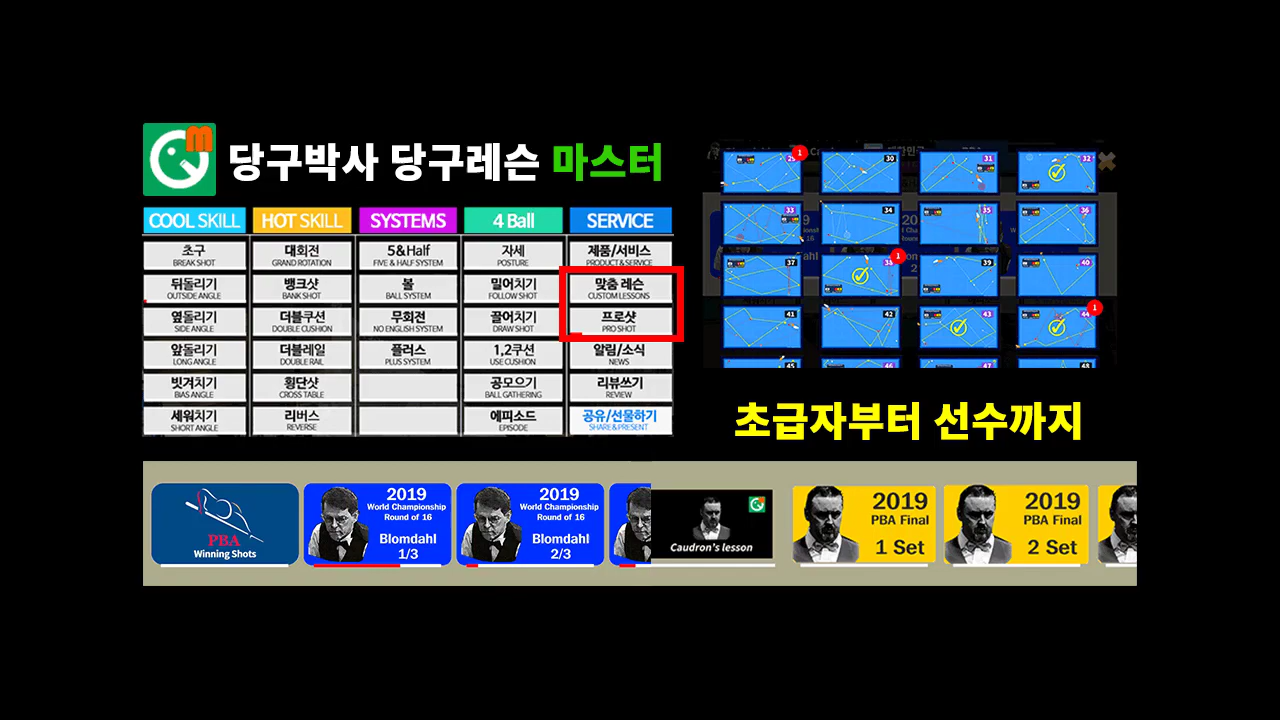 m
당구박사 당구레슨 마스터
COOL SKILL HOT SKILL SYSTEMS 4 Ball SERVICE
초구 대회전 5&Half 자세 제품/서비스
BREAK SHOT GRAND ROTATION FIVE & HALF SYSTEM POSTURE PRODUCT & SERVICE
뒤돌리기 뱅크샷 볼 밀어치기 맞춤 레슨
OUTSIDE ANGLE BANK SHOT BALL SYSTEM FOLLOW SHOT CUSTOM LESSONS
옆돌리기 더블쿠션 무회전 끌어치기 프로샷
SIDE ANGLE DOUBLE CUSHION NO ENGLISH SYSTEM DRAW SHOT PRO SHOT
앞돌리기 더블레일 플러스 1,2쿠션 알림/소식
LONG ANGLE DOUBLE RAIL PLUS SYSTEM USE CUSHION NEWS
빗겨치기 횡단샷 공모으기 리뷰쓰기
BIAS ANGLE CROSS TABLE BALL GATHERING REVIEW
세워치기 리버스 에피소드 공유/선물하기
SHORT ANGLE REVERSE EPISODE SHARE & PRESENT
29 1 30 31 32
33 34 35 36
37 38 1 39 40
41 42 43 44 1
45 46 47 48
초급자부터 선수까지
PBA
Winning Shots
2019
World Championship
Round of 16
Blomdahl
1/3
2019
World Championship
Round of 16
Blomdahl
2/3
Caudron's lesson
2019
PBA Final
1 Set
2019
PBA Final
2 Set